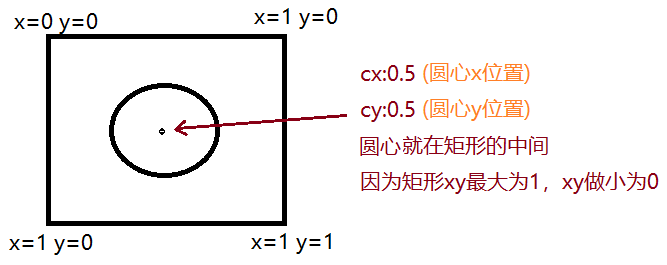 x=0 y=0
x=1 y=0
cx:0.5 (圆心x位置)
cy:0.5 (圆心y位置)
圆心就在矩形的中间
因为矩形xy最大为1，xy做小为0
x=1 y=0
x=1 y=1